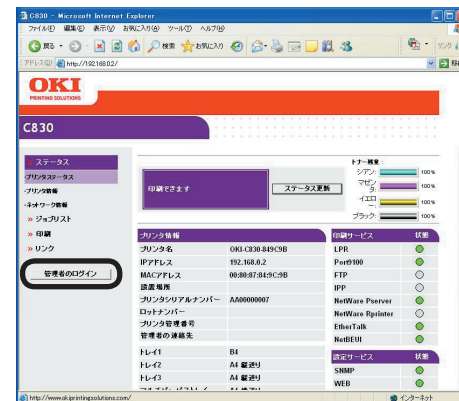 C830 - Microsoft Internet Explorer
ファイル(F) 編集(E) 表示(V) お気に入り(A) ツール(T) ヘルプ(H)
戻る 検索 お気に入り
アドレス(D) http://192.168.0.2/ 移動
OKI
PRINTING SOLUTIONS
C830
ステータス
プリンタステータス
プリンタ情報
ネットワーク情報
» ジョブリスト
» 印刷
» リンク
管理者のログイン
印刷できます
ステータス更新
トナー残量:
シアン: 100%
マゼンタ: 100%
イエロー: 100%
ブラック: 100%
プリンタ情報
プリンタ名 OKI-C830-849C9B
IPアドレス 192.168.0.2
MACアドレス 00:80:87:84:9C:9B
設置場所
プリンタシリアルナンバー AA00000007
ロットナンバー
プリンタ管理番号
管理者の連絡先
トレイ1 B4
トレイ2 A4 縦送り
トレイ3 A4 縦送り
印刷サービス 状態
LPR
Port9100
FTP
IPP
NetWare Pserver
NetWare Rprinter
EtherTalk
NetBEUI
設定サービス 状態
SNMP
WEB
http://www.okiprintingsolutions.com/ インターネット